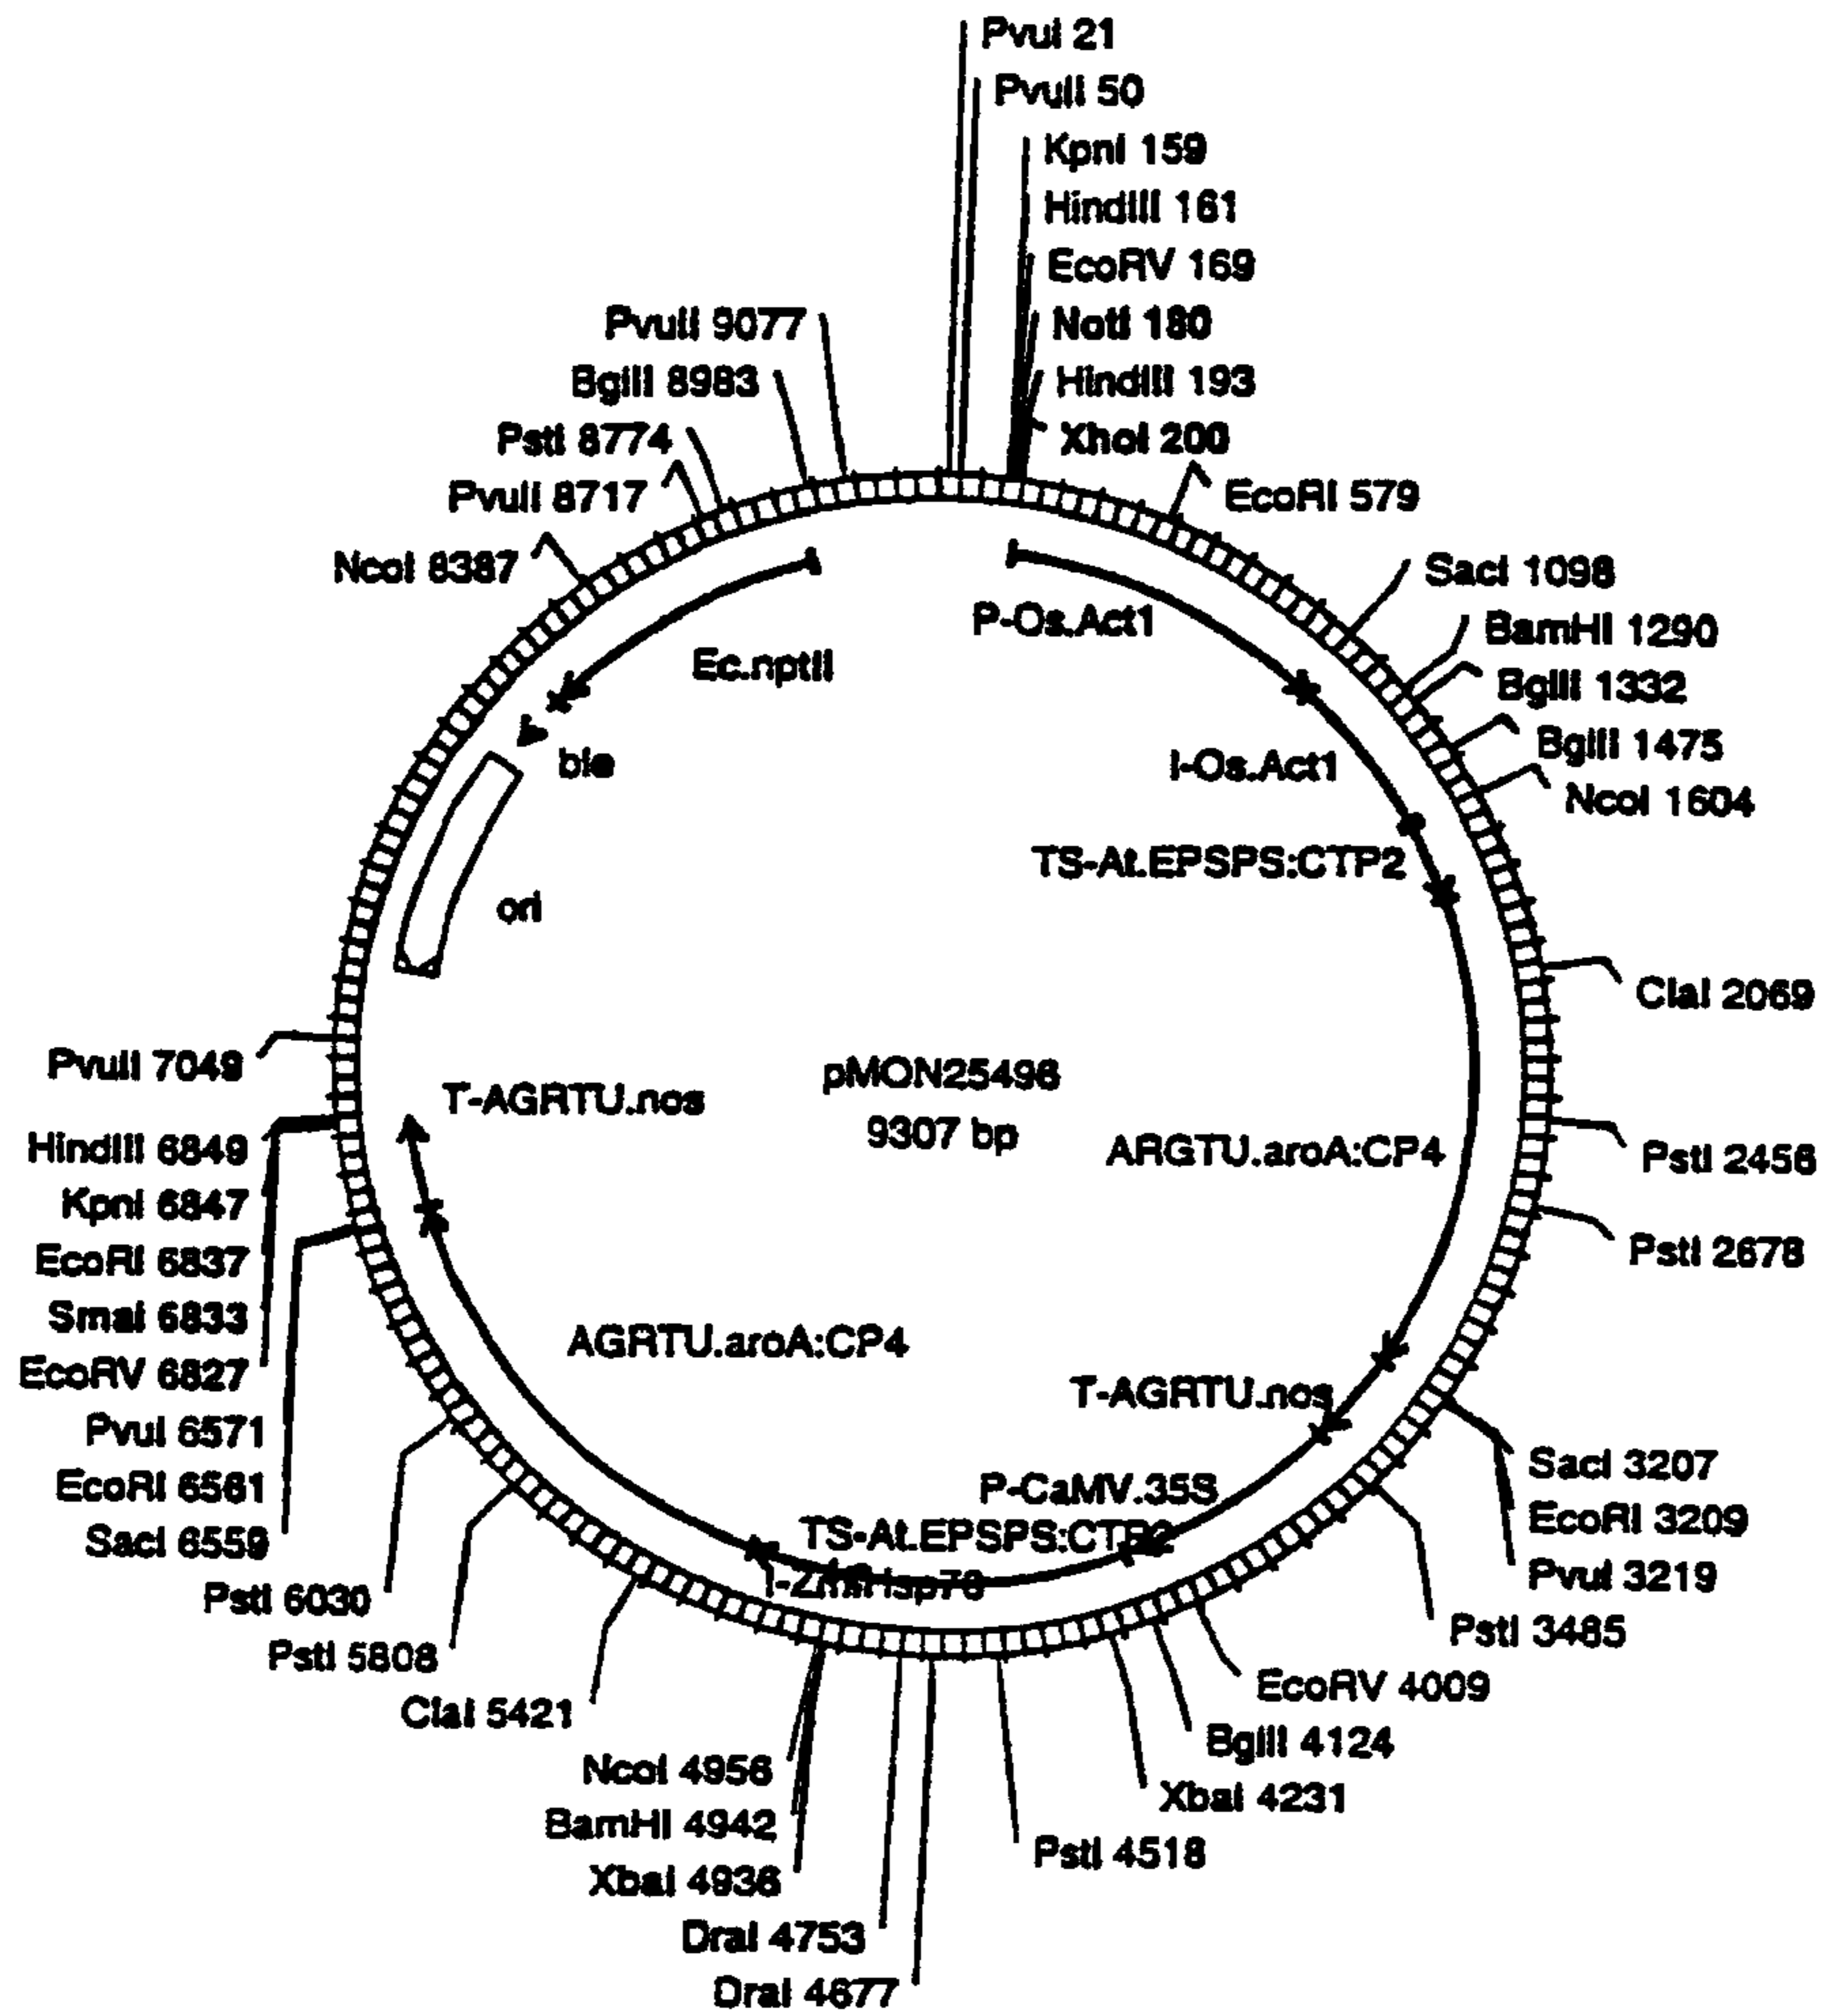 PvuI 21
PvuII 50
KpnI 159
HindIII 161
EcoRV 169
NotI 180
HindIII 193
XhoI 200
EcoRI 579
SacI 1098
BamHI 1290
BglII 1332
BglII 1475
NcoI 1604
ClaI 2069
PstI 2456
PstI 2678
SacI 3207
EcoRI 3209
PvuI 3219
PstI 3485
EcoRV 4009
BglII 4124
XbaI 4231
PstI 4518
DraI 4677
DraI 4753
XbaI 4936
BamHI 4942
NcoI 4956
ClaI 5421
PstI 5808
PstI 6030
SacI 6559
EcoRI 6561
PvuI 6571
EcoRV 6827
SmaI 6833
EcoRI 6837
KpnI 6847
HindIII 6849
PvuII 7049
NcoI 8387
PvuII 8717
PstI 8774
BglII 8983
PvuII 9077
P-Os.Act1
I-Os.Act1
TS-At.EPSPS:CTP2
ARGTU.aroA:CP4
T-AGRTU.nos
P-CaMV.35S
TS-At.EPSPS:CTP2
I-Zm.Hsp70
AGRTU.aroA:CP4
T-AGRTU.nos
ori
ble
Ec.nptII
pMON25496
9307 bp